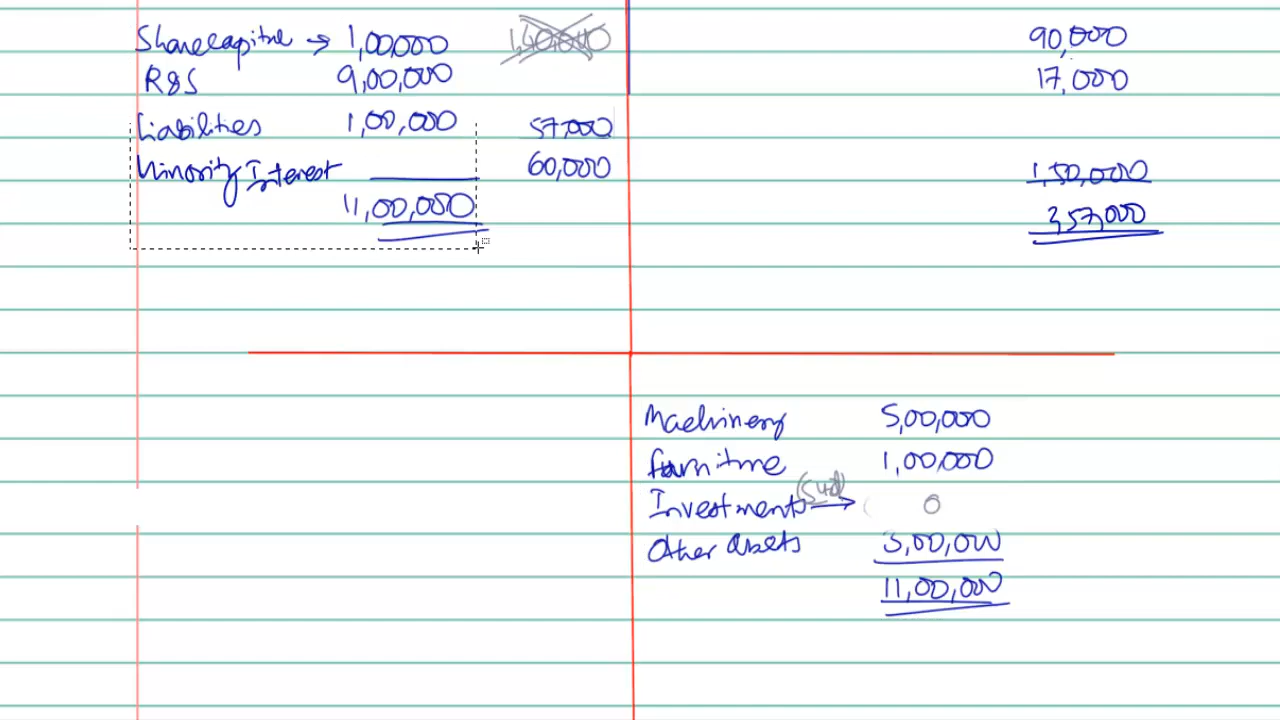 Share capital → 1,00,000 90,000
R&S 9,00,000 17,000
Liabilities 1,00,000 57,000
Minority Interest 60,000 1,50,000
11,00,000 3,57,000
Machinery 5,00,000
Furniture 1,00,000
Investments → 0
Other assets 5,00,000
11,00,000